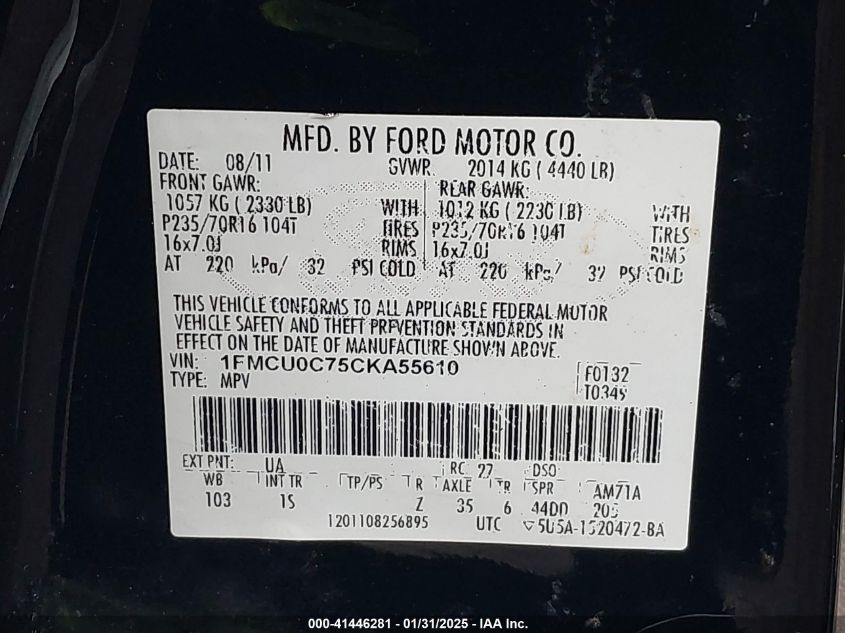 MFD. BY FORD MOTOR CO.
DATE: 08/11 GVWR: 2014 KG ( 4440 LB)
FRONT GAWR: REAR GAWR:
1057 KG ( 2330 LB) WITH 1012 KG ( 2230 LB) WITH
P235/70R16 104T TIRES P235/70R16 104T TIRES
16x7.0J RIMS 16x7.0J RIMS
AT 220 kPa/ 32 PSI COLD AT 220 kPa/ 32 PSI COLD
THIS VEHICLE CONFORMS TO ALL APPLICABLE FEDERAL MOTOR
VEHICLE SAFETY AND THEFT PREVENTION STANDARDS IN
EFFECT ON THE DATE OF MANUFACTURE SHOWN ABOVE.
VIN: 1FMCU0C75CKA55610 F0132
TYPE: MPV T0349
EXT PNT: UA RC 27 DSO
WB INT TR TP/PS R AXLE TR SPR AM71A
103 1S Z 35 6 44DD 205
1201108256895 UTC ▽5U5A-1520472-BA
000-41446281 - 01/31/2025 - IAA Inc.